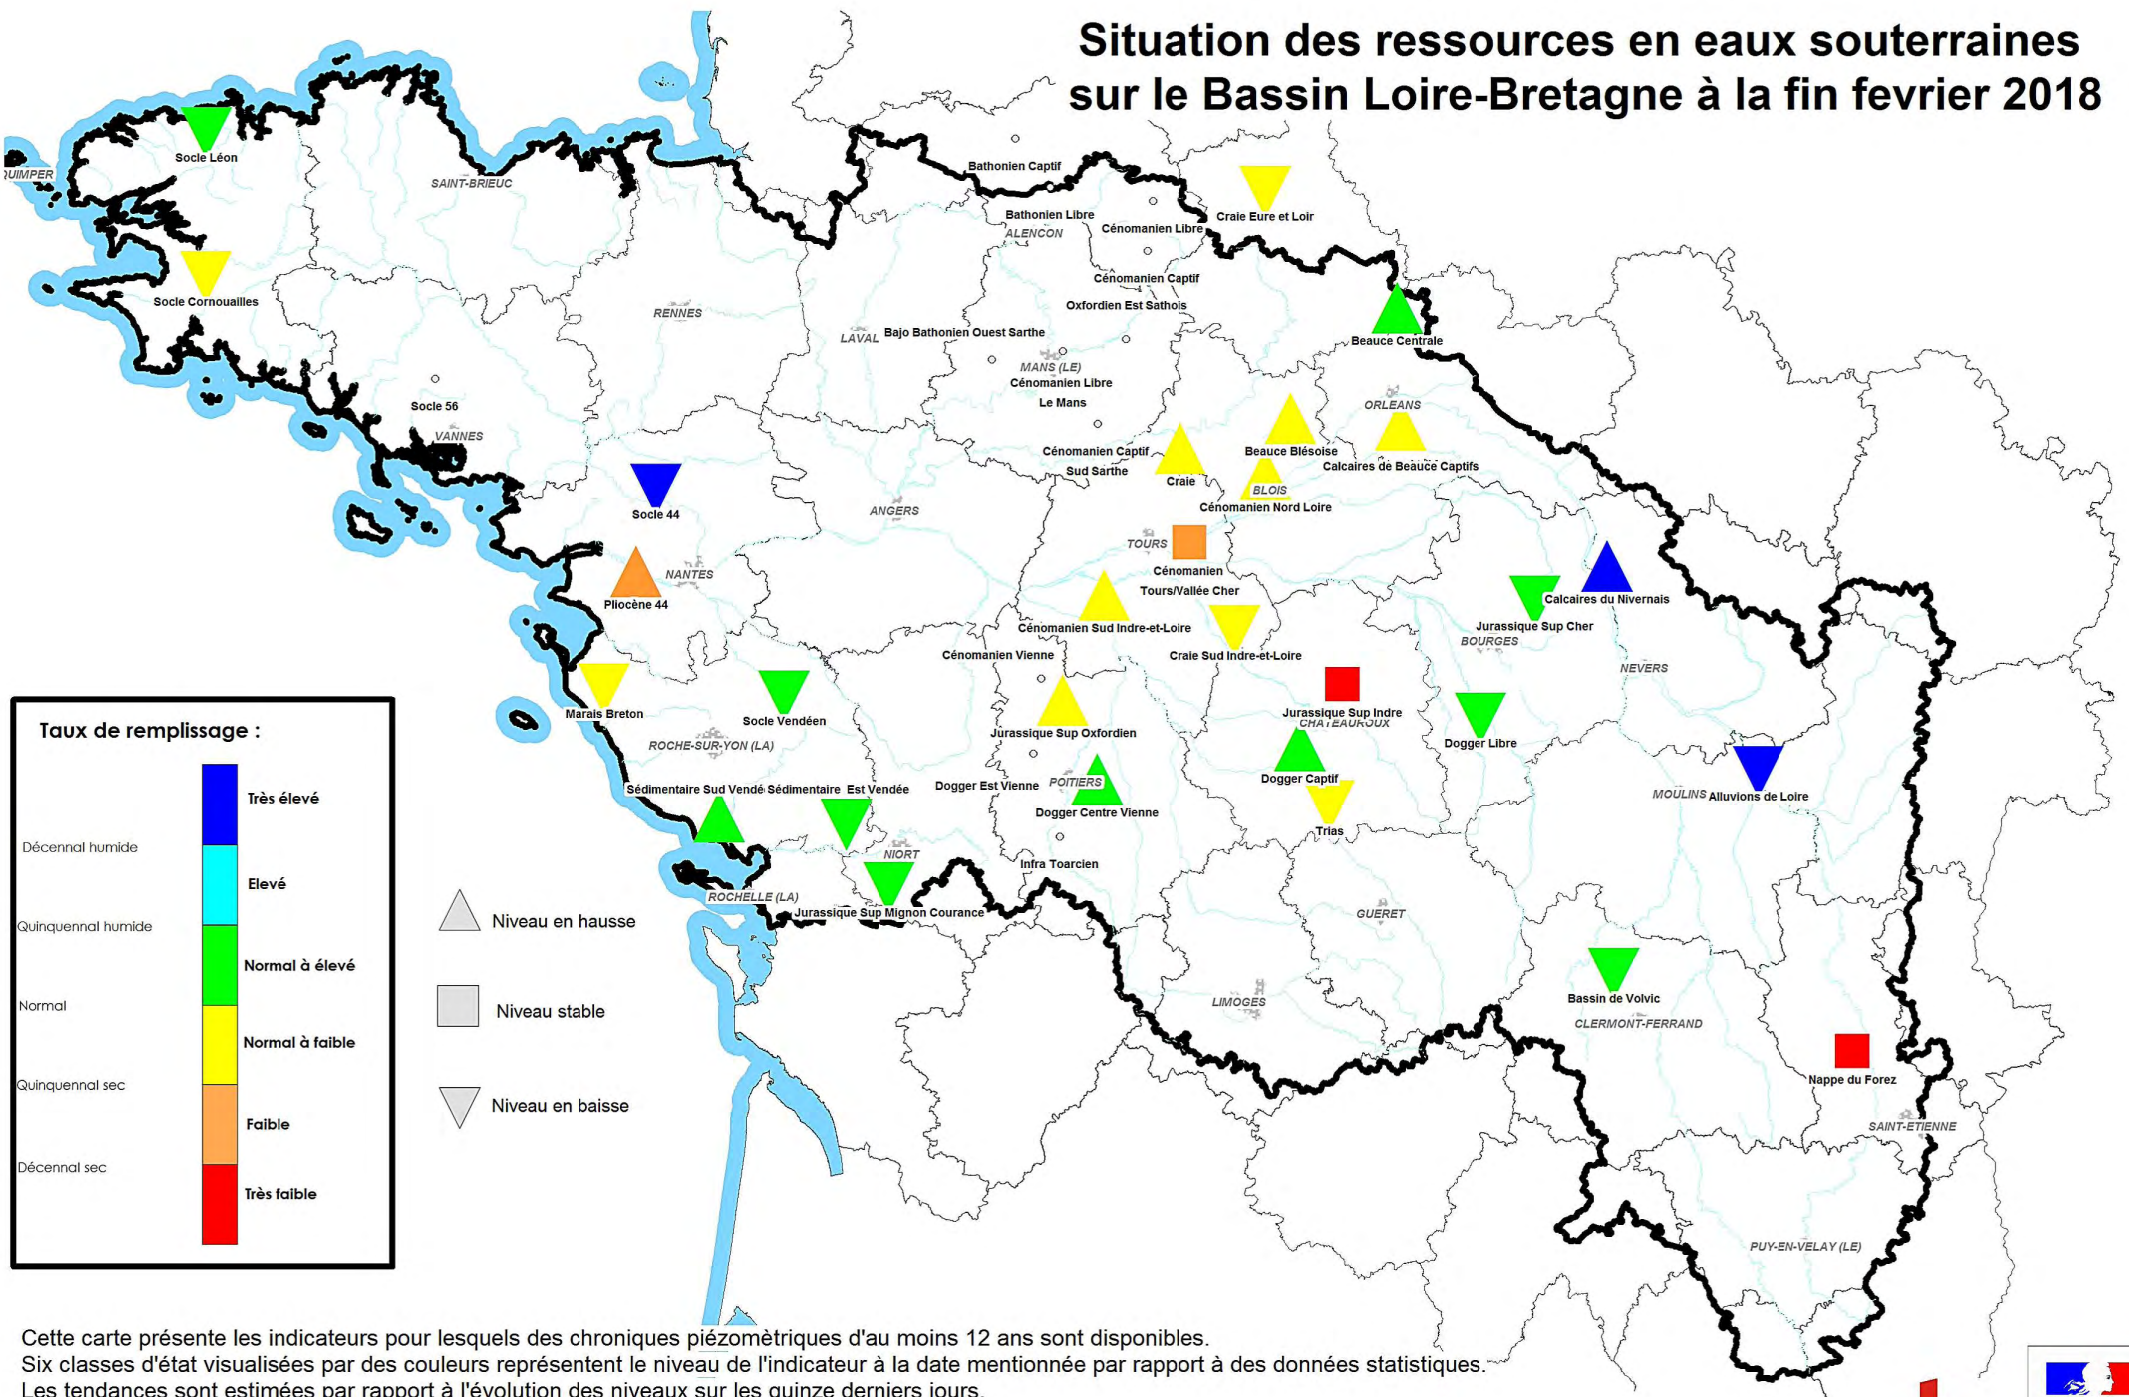 Situation des ressources en eaux souterraines
sur le Bassin Loire-Bretagne à la fin fevrier 2018
Socle Léon
QUIMPER
SAINT-BRIEUC
Bathonien Captif
Bathonien Libre
ALENCON
Cénomanien Libre
Craie Eure et Loir
Socle Cornouailles
RENNES
Cénomanien Captif
Oxfordien Est Sathois
LAVAL
Bajo Bathonien Ouest Sarthe
Beauce Centrale
MANS (LE)
Cénomanien Libre
Le Mans
Socle 56
VANNES
ORLEANS
Cénomanien Captif
Sud Sarthe
Beauce Blésoise
Calcaires de Beauce Captifs
Craie
BLOIS
Cénomanien Nord Loire
Socle 44
ANGERS
TOURS
Cénomanien
Tours/Vallée Cher
NANTES
Pliocène 44
Calcaires du Nivernais
Cénomanien Sud Indre-et-Loire
Jurassique Sup Cher
BOURGES
Cénomanien Vienne
Craie Sud Indre-et-Loire
NEVERS
Marais Breton
Socle Vendéen
Jurassique Sup Indre
CHATEAUROUX
Jurassique Sup Oxfordien
ROCHE-SUR-YON (LA)
Dogger Libre
Dogger Captif
Sédimentaire Sud Vendé
Sédimentaire Est Vendée
Dogger Est Vienne
POITIERS
Dogger Centre Vienne
MOULINS
Alluvions de Loire
Trias
NIORT
Infra Toarcien
ROCHELLE (LA)
Jurassique Sup Mignon Courance
GUERET
LIMOGES
Bassin de Volvic
CLERMONT-FERRAND
Nappe du Forez
SAINT-ETIENNE
PUY-EN-VELAY (LE)
Taux de remplissage :
Très élevé
Décennal humide
Elevé
Quinquennal humide
Normal à élevé
Normal
Normal à faible
Quinquennal sec
Faible
Décennal sec
Très faible
Niveau en hausse
Niveau stable
Niveau en baisse
Cette carte présente les indicateurs pour lesquels des chroniques piézomètriques d'au moins 12 ans sont disponibles.
Six classes d'état visualisées par des couleurs représentent le niveau de l'indicateur à la date mentionnée par rapport à des données statistiques.
Les tendances sont estimées par rapport à l'évolution des niveaux sur les quinze derniers jours.